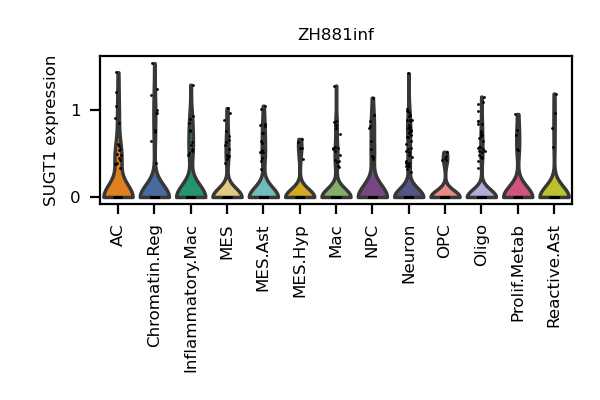 ZH881inf
SUGT1 expression
1
0
AC
Chromatin.Reg
Inflammatory.Mac
MES
MES.Ast
MES.Hyp
Mac
NPC
Neuron
OPC
Oligo
Prolif.Metab
Reactive.Ast